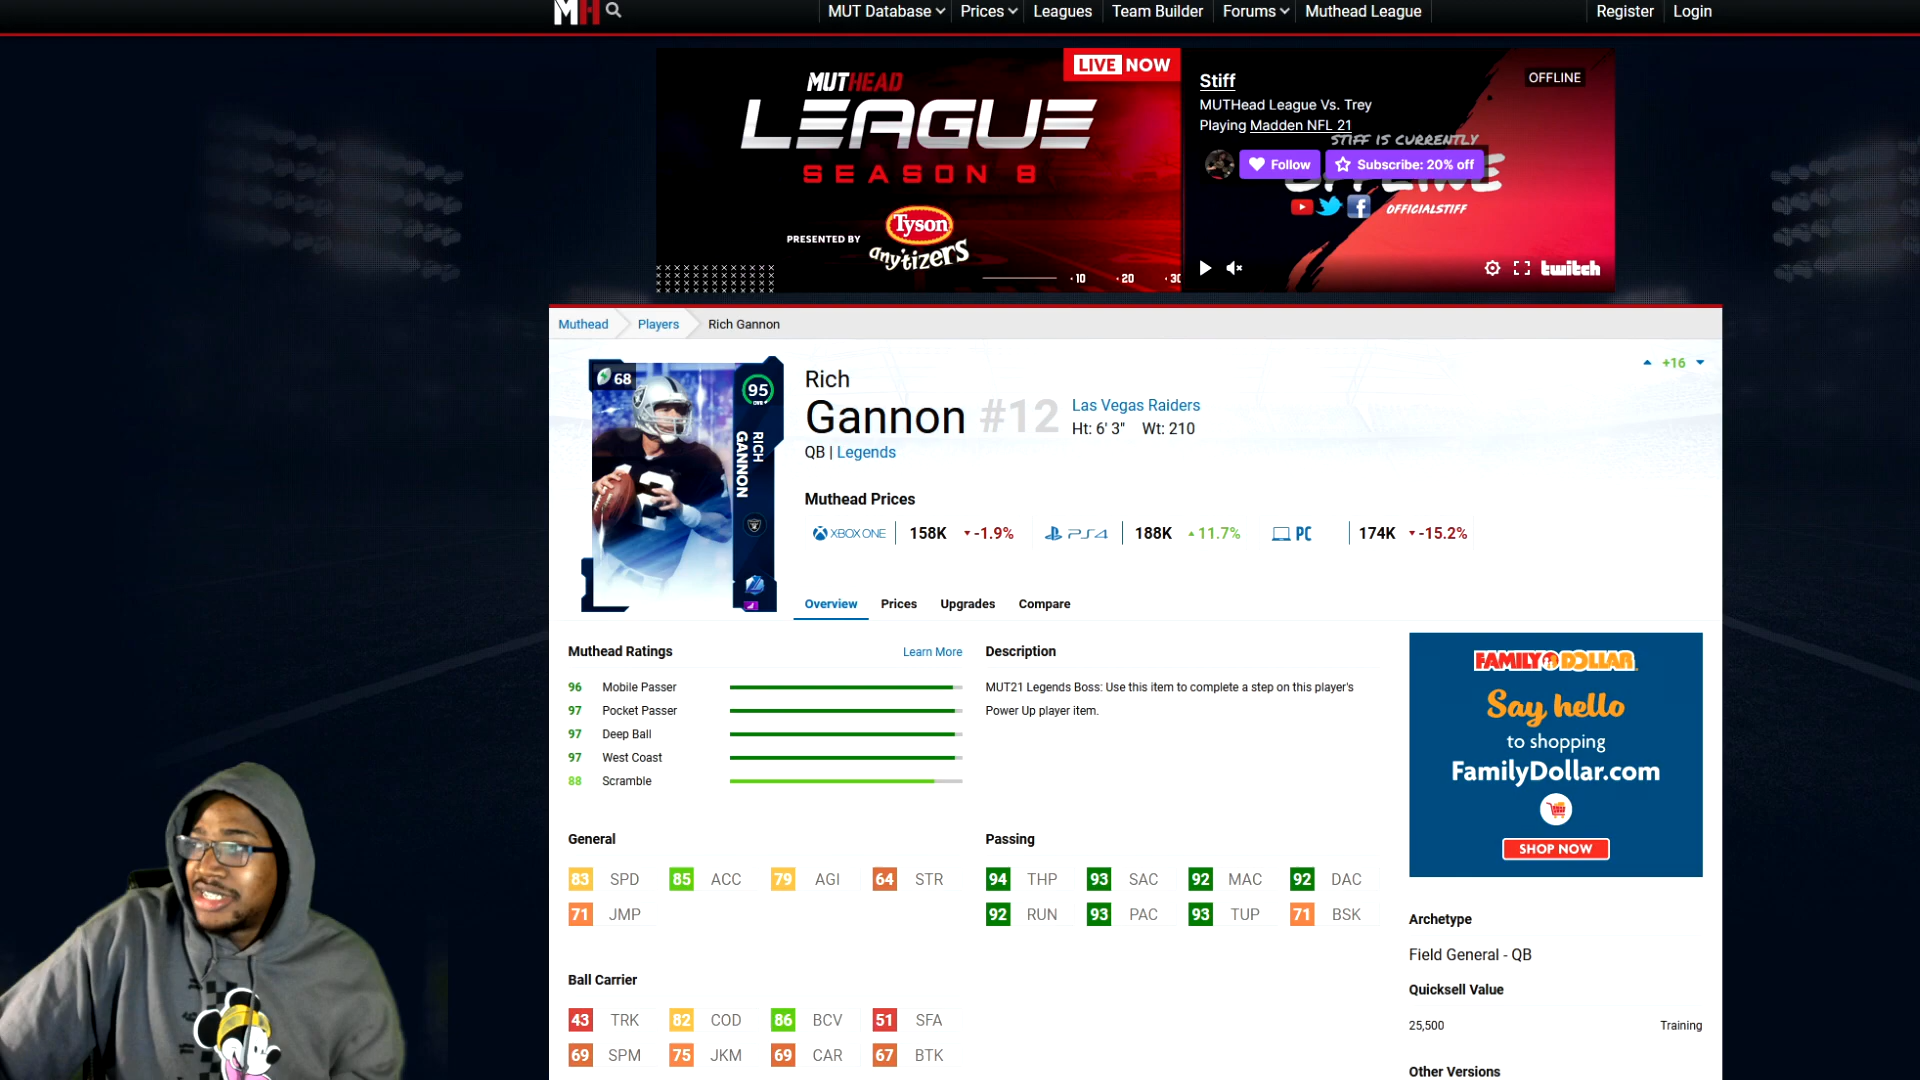 MH
MUT Database
Prices
Leagues
Team Builder
Forums
Muthead League
Register
Login
MUTHEAD
LEAGUE
SEASON 8
PRESENTED BY
Tyson
any'tizers
LIVE NOW
10
20
Stiff
OFFLINE
MUTHead League Vs. Trey
Playing Madden NFL 21
STIFF IS CURRENTLY
Follow
Subscribe: 20% off
OFFICIALSTIFF
twitch
Muthead
Players
Rich Gannon
68
95
OVR
RICH
GANNON
Rich
Gannon #12
Las Vegas Raiders
Ht: 6' 3" Wt: 210
QB | Legends
+16
Muthead Prices
XBOX ONE 158K -1.9%
PS4 188K 11.7%
PC 174K -15.2%
Overview
Prices
Upgrades
Compare
Muthead Ratings
Learn More
96 Mobile Passer
97 Pocket Passer
97 Deep Ball
97 West Coast
88 Scramble
Description
MUT21 Legends Boss: Use this item to complete a step on this player's
Power Up player item.
General
83 SPD 85 ACC 79 AGI 64 STR
71 JMP
Passing
94 THP 93 SAC 92 MAC 92 DAC
92 RUN 93 PAC 93 TUP 71 BSK
Ball Carrier
43 TRK 82 COD 86 BCV 51 SFA
69 SPM 75 JKM 69 CAR 67 BTK
FAMILY DOLLAR
Say hello
to shopping
FamilyDollar.com
SHOP NOW
Archetype
Field General - QB
Quicksell Value
25,500 Training
Other Versions